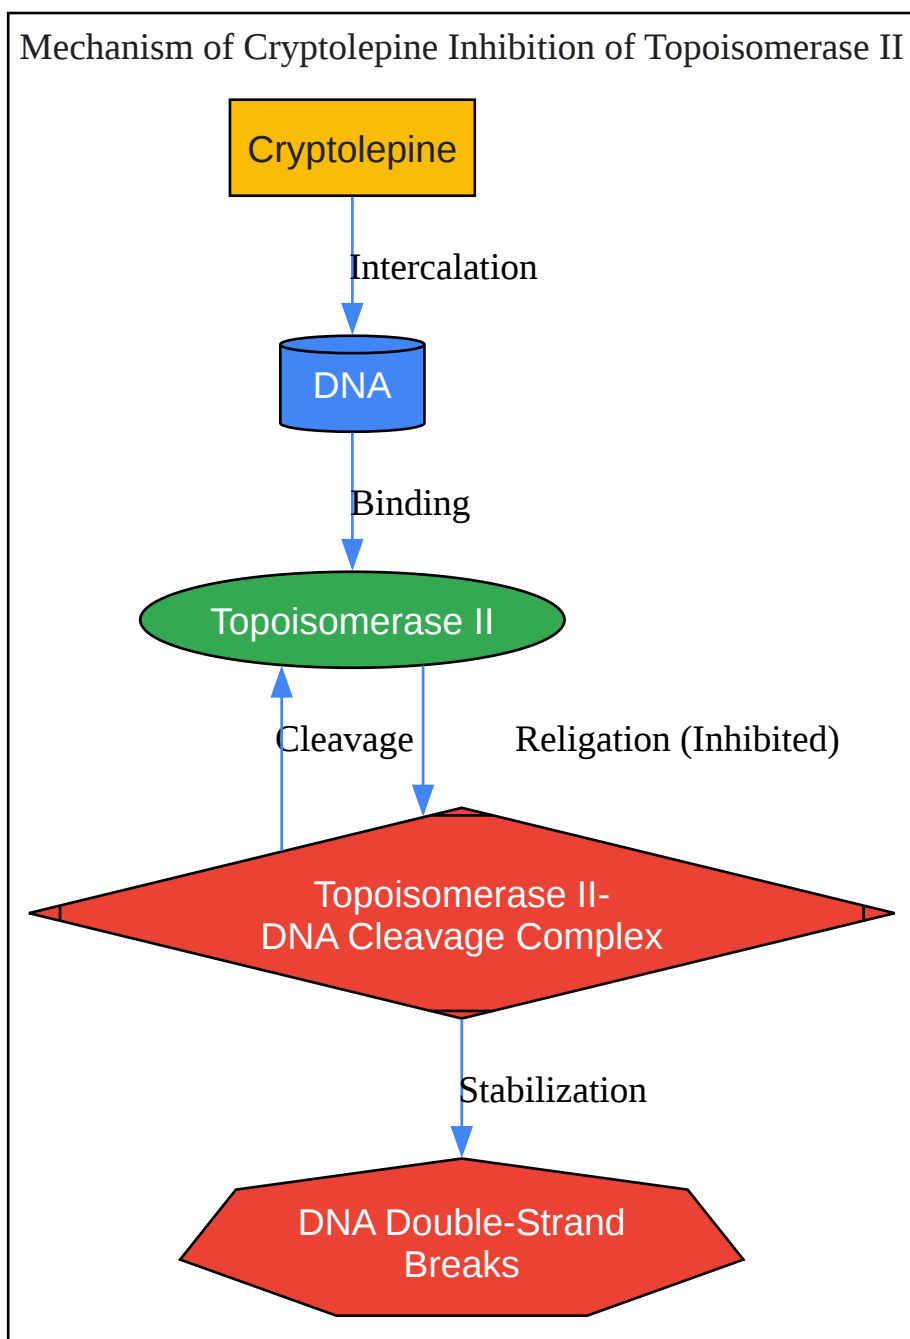 Mechanism of Cryptolepine Inhibition of Topoisomerase II
Cryptolepine
Intercalation
DNA
Binding
Topoisomerase II
Cleavage
Religation (Inhibited)
Topoisomerase II-
DNA Cleavage Complex
Stabilization
DNA Double-Strand
Breaks